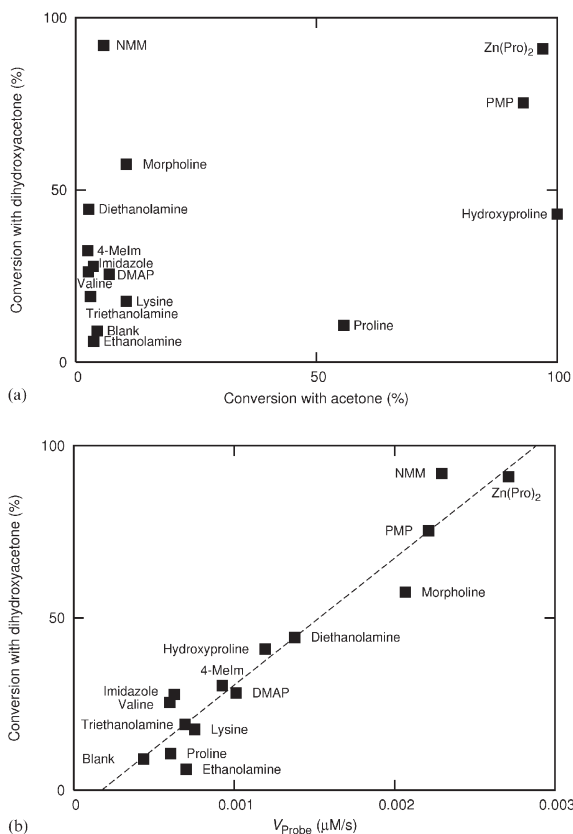 100
NMM
Zn(Pro)2
PMP
Morpholine
Conversion with dihydroxyacetone (%)
50
Diethanolamine
Hydroxyproline
4-MeIm
Imidazole
DMAP
Valine
Lysine
Triethanolamine
Proline
Blank
Ethanolamine
0
0
50
100
(a)
Conversion with acetone (%)
100
NMM
Zn(Pro)2
PMP
Morpholine
Conversion with dihydroxyacetone (%)
50
Diethanolamine
Hydroxyproline
4-MeIm
Imidazole
DMAP
Valine
Triethanolamine
Lysine
Proline
Blank
Ethanolamine
0
0
0.001
0.002
0.003
(b)
VProbe (μM/s)